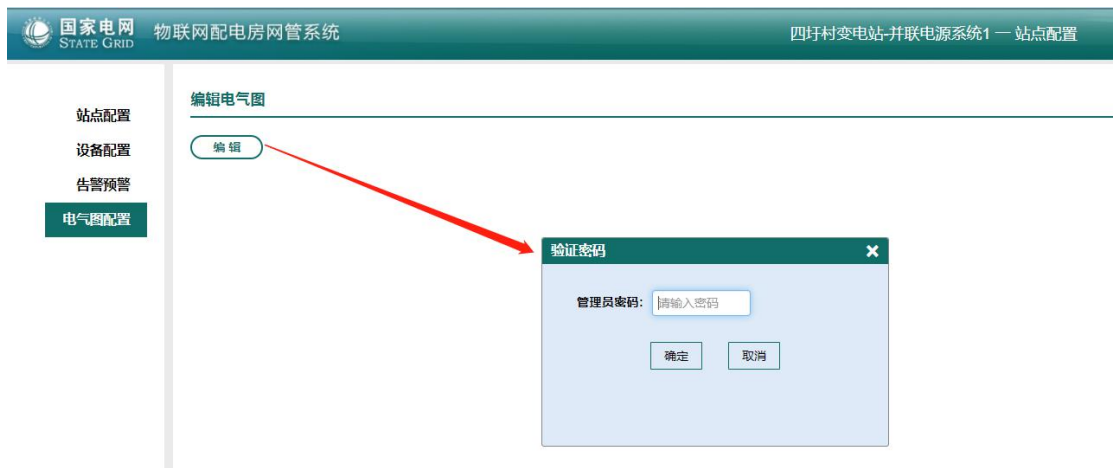 国家电网 物联网配电房网管系统 四圩村变电站-并联电源系统1 — 站点配置
STATE GRID
站点配置
设备配置
告警预警
电气图配置
编辑电气图
编 辑
验证密码
管理员密码: 请输入密码
确定 取消